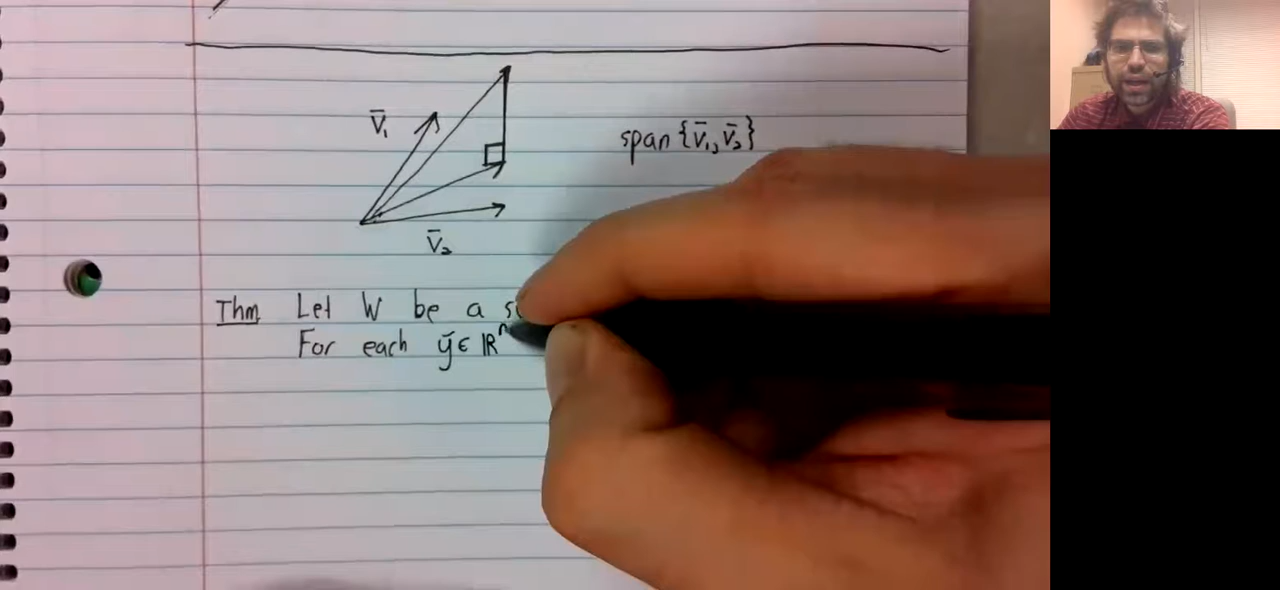 V̄₁
span {V̄₁, V̄₂}
V̄₂
Thm Let W be a
For each ȳ ∈ ℝⁿ